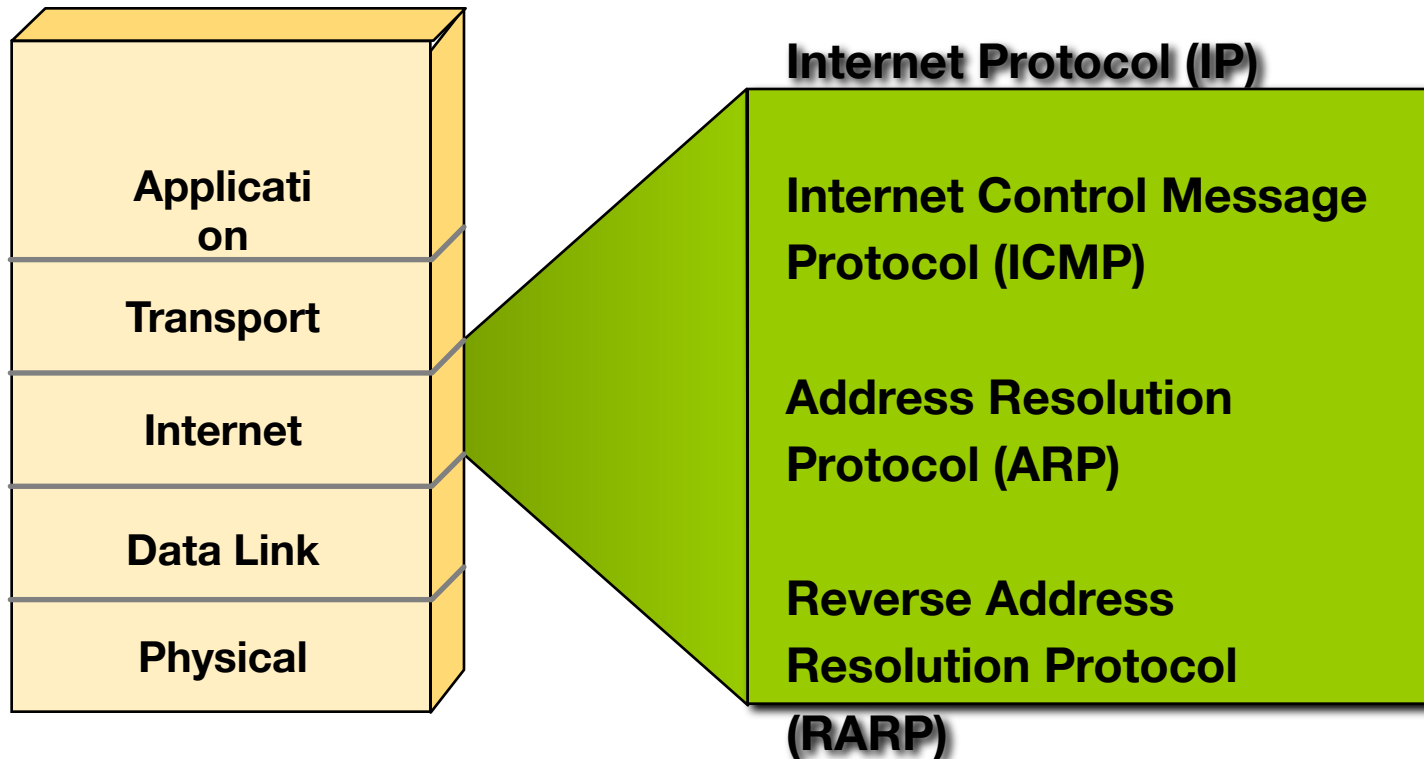 Applicati
on
Transport
Internet
Data Link
Physical
Internet Protocol (IP)
Internet Control Message
Protocol (ICMP)
Address Resolution
Protocol (ARP)
Reverse Address
Resolution Protocol
(RARP)